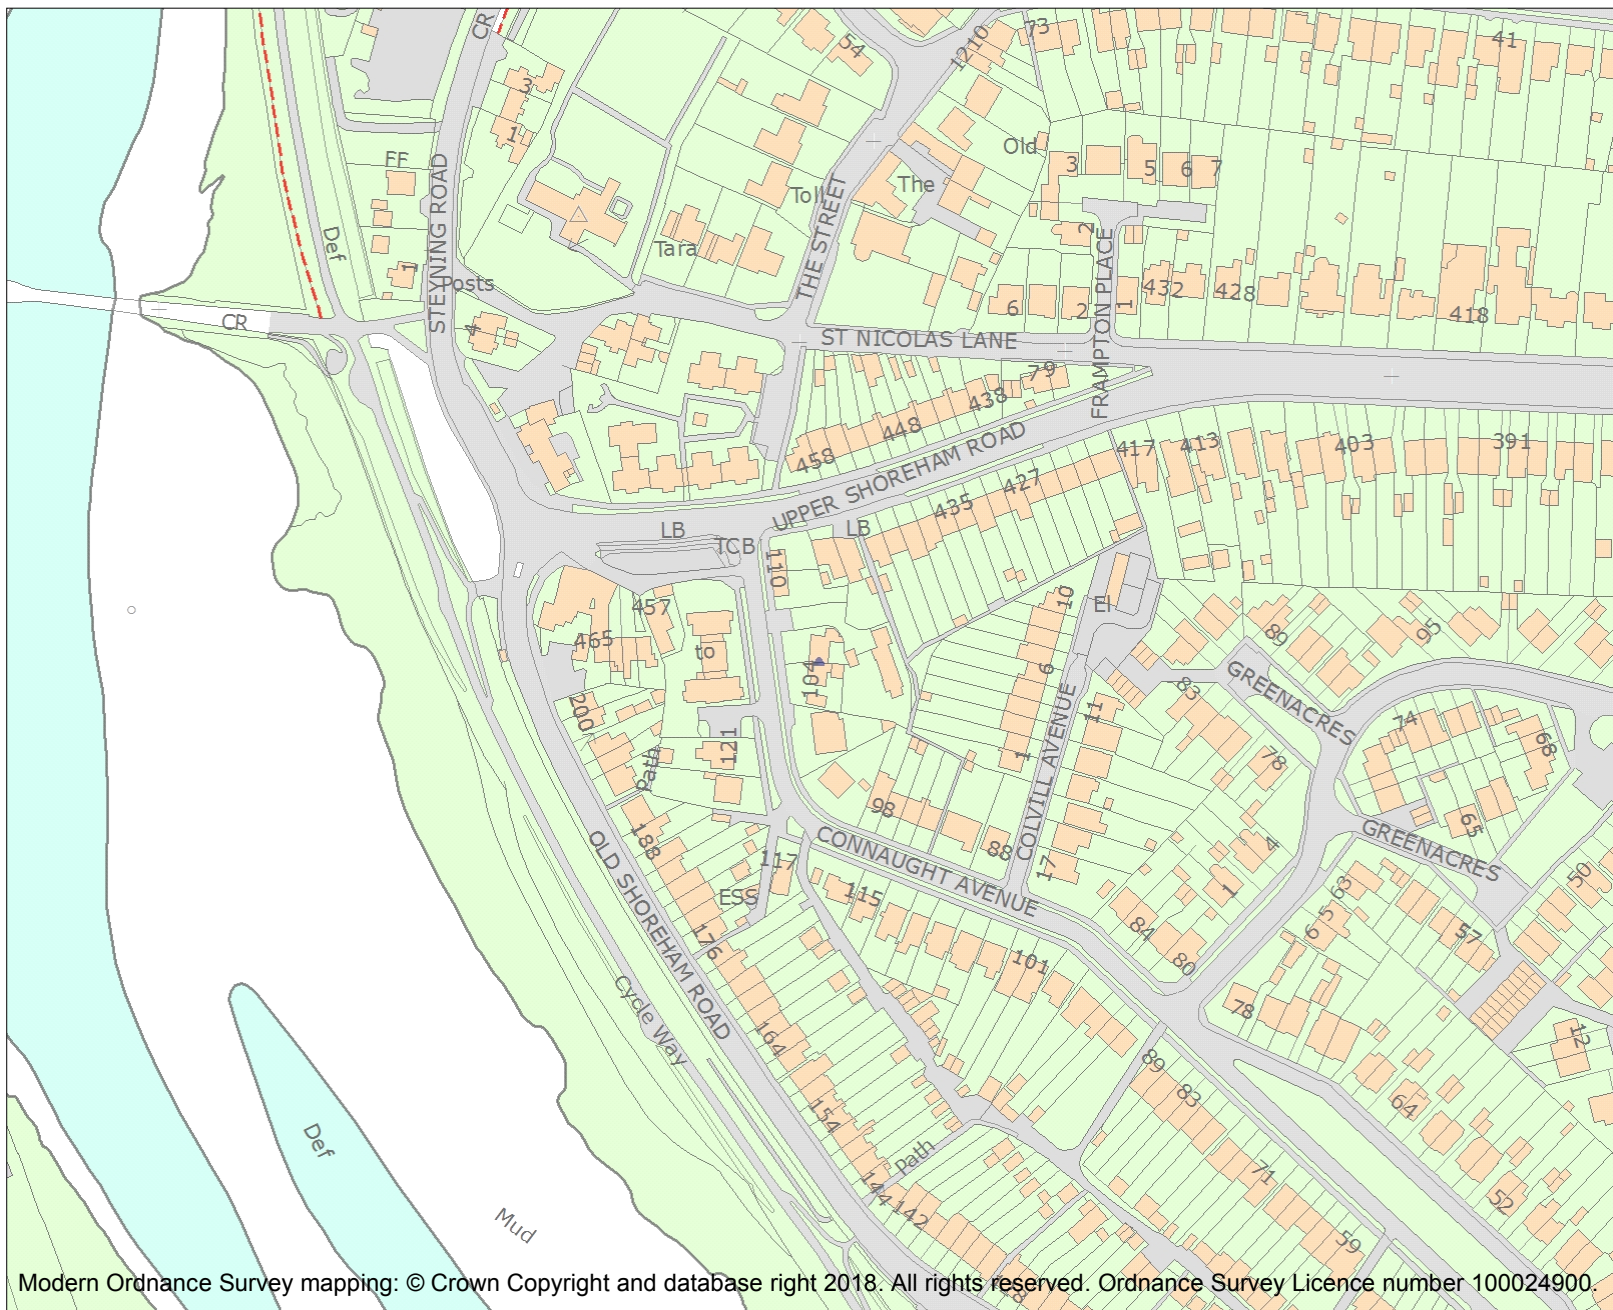 CR
54
1210
73
41
3
1
FF
STEYNING ROAD
Old
3
5
6
7
The
Toll
THE STREET
Def
Tara
2
1
Posts
FRAMPTON PLACE
432
428
418
6
2
1
CR
4
ST NICOLAS LANE
79
438
448
458
UPPER SHOREHAM ROAD
417
413
403
391
427
435
LB
LB
TCB
110
10
El
457
465
to
104
6
89
95
GREENACRES
83
200
11
74
68
121
1
Path
COLVILL AVENUE
78
98
65
188
CONNAUGHT AVENUE
88
4
GREENACRES
OLD SHOREHAM ROAD
117
17
50
ESS
115
1
63
5
6
57
176
84
80
101
Cycle Way
78
164
12
89
83
64
154
Def
Path
71
144
142
52
Mud
59
Modern Ordnance Survey mapping: © Crown Copyright and database right 2018. All rights reserved. Ordnance Survey Licence number 100024900.